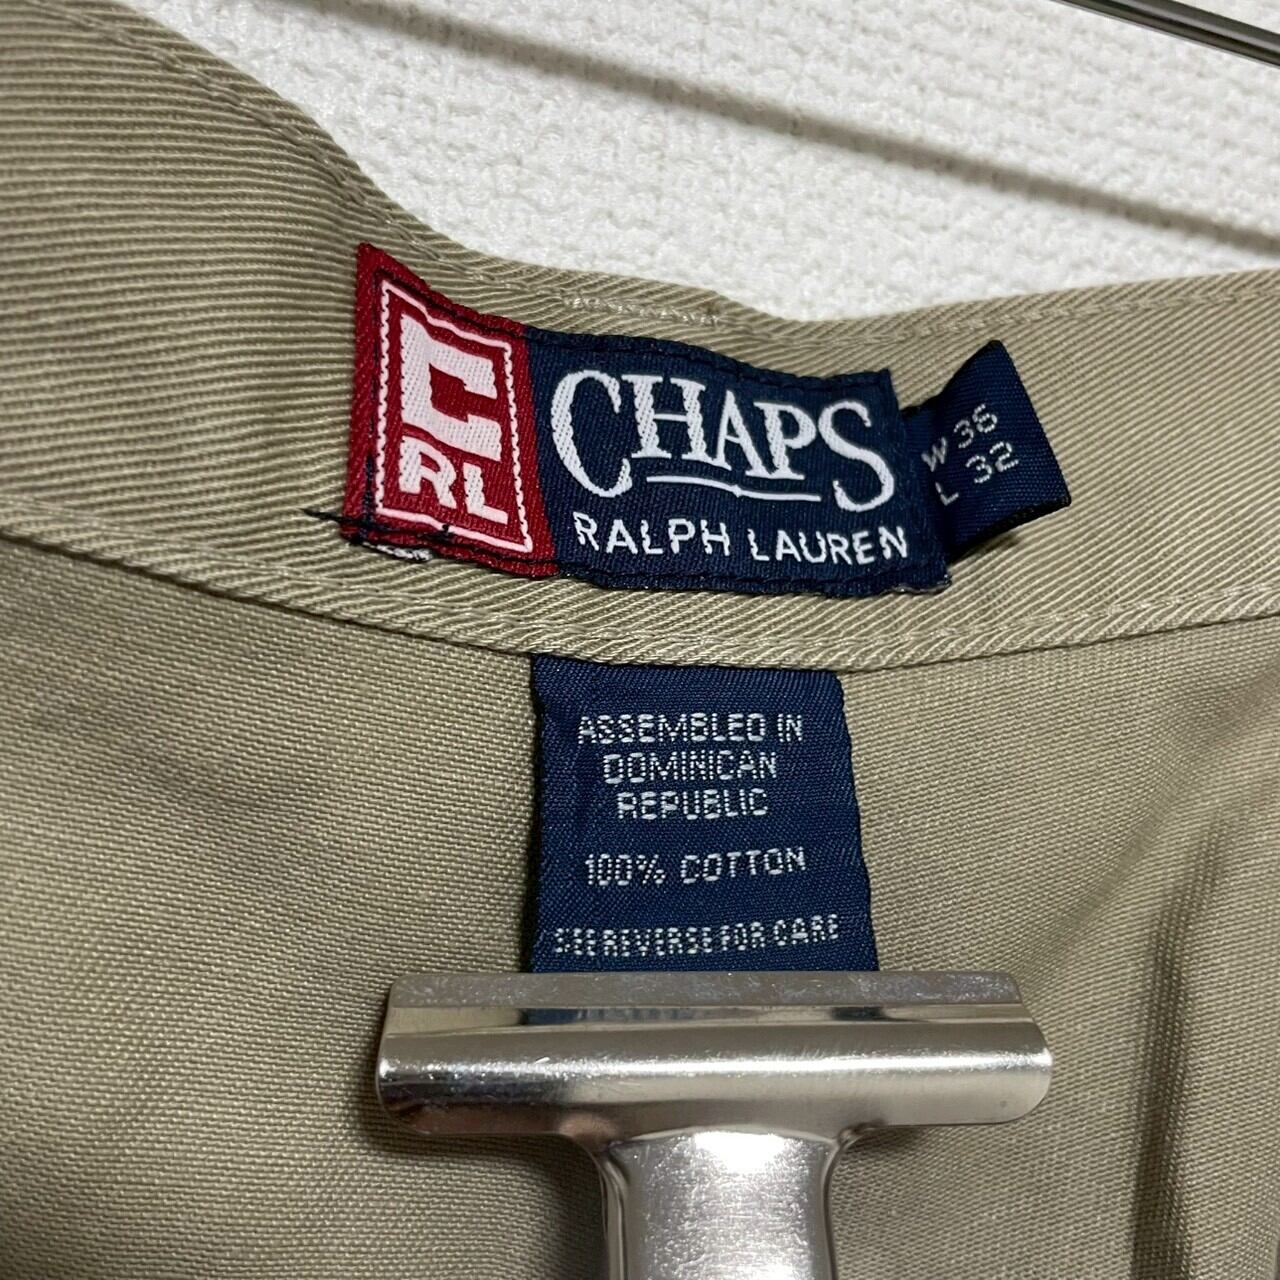 C
RL
CHAPS
RALPH LAUREN
W 36
L 32
ASSEMBLED IN
DOMINICAN
REPUBLIC
100% COTTON
SEE REVERSE FOR CARE